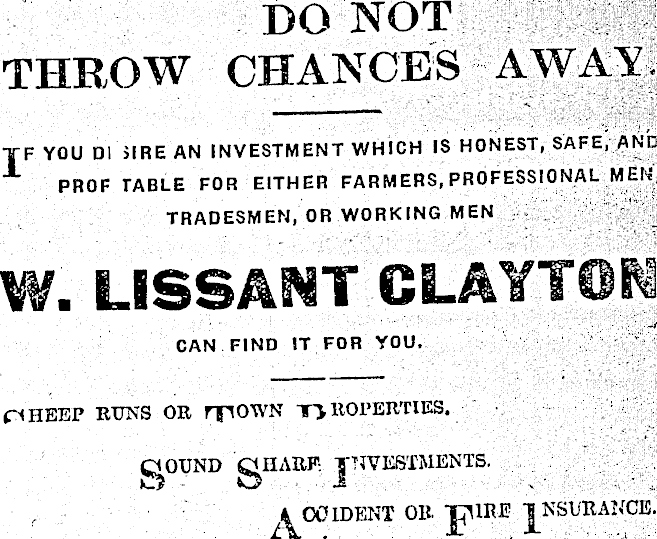 DO NOT
THROW CHANCES AWAY.
IF YOU DESIRE AN INVESTMENT WHICH IS HONEST, SAFE, AND
PROFITABLE FOR EITHER FARMERS, PROFESSIONAL MEN,
TRADESMEN, OR WORKING MEN
W. LISSANT CLAYTON
CAN FIND IT FOR YOU.
SHEEP RUNS OR TOWN PROPERTIES.
SOUND SHARE INVESTMENTS.
ACCIDENT OR FIRE INSURANCE.